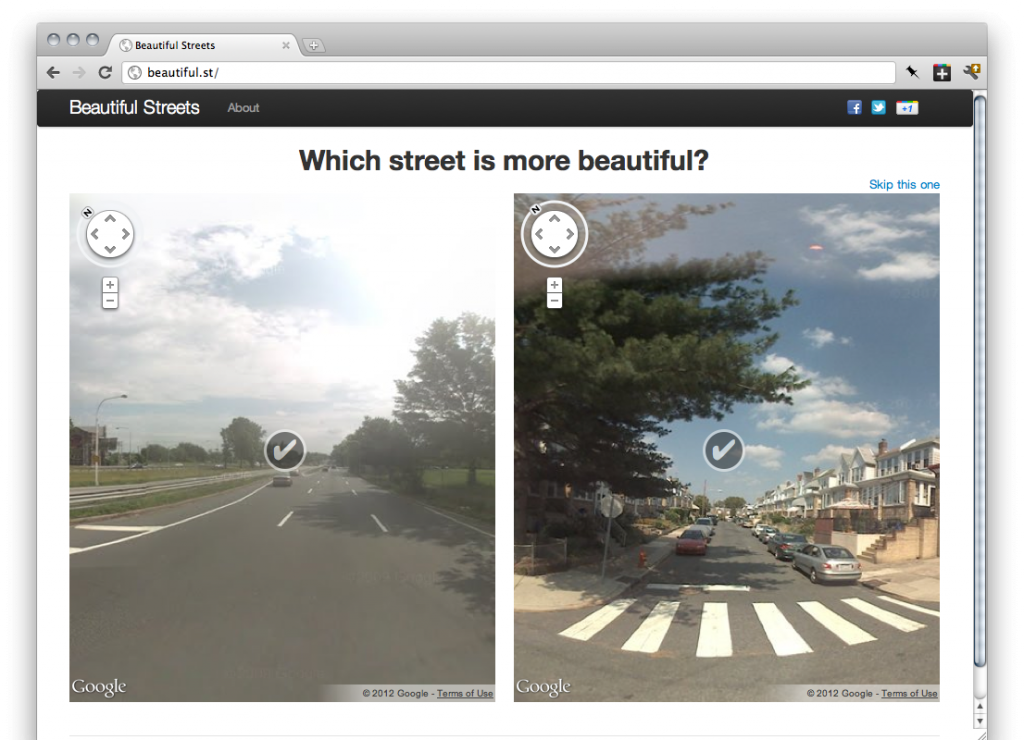 Beautiful Streets
beautiful.st/
Beautiful Streets
About
f
+1
Which street is more beautiful?
Skip this one
N
N
Google
© 2012 Google - Terms of Use
Google
© 2012 Google - Terms of Use